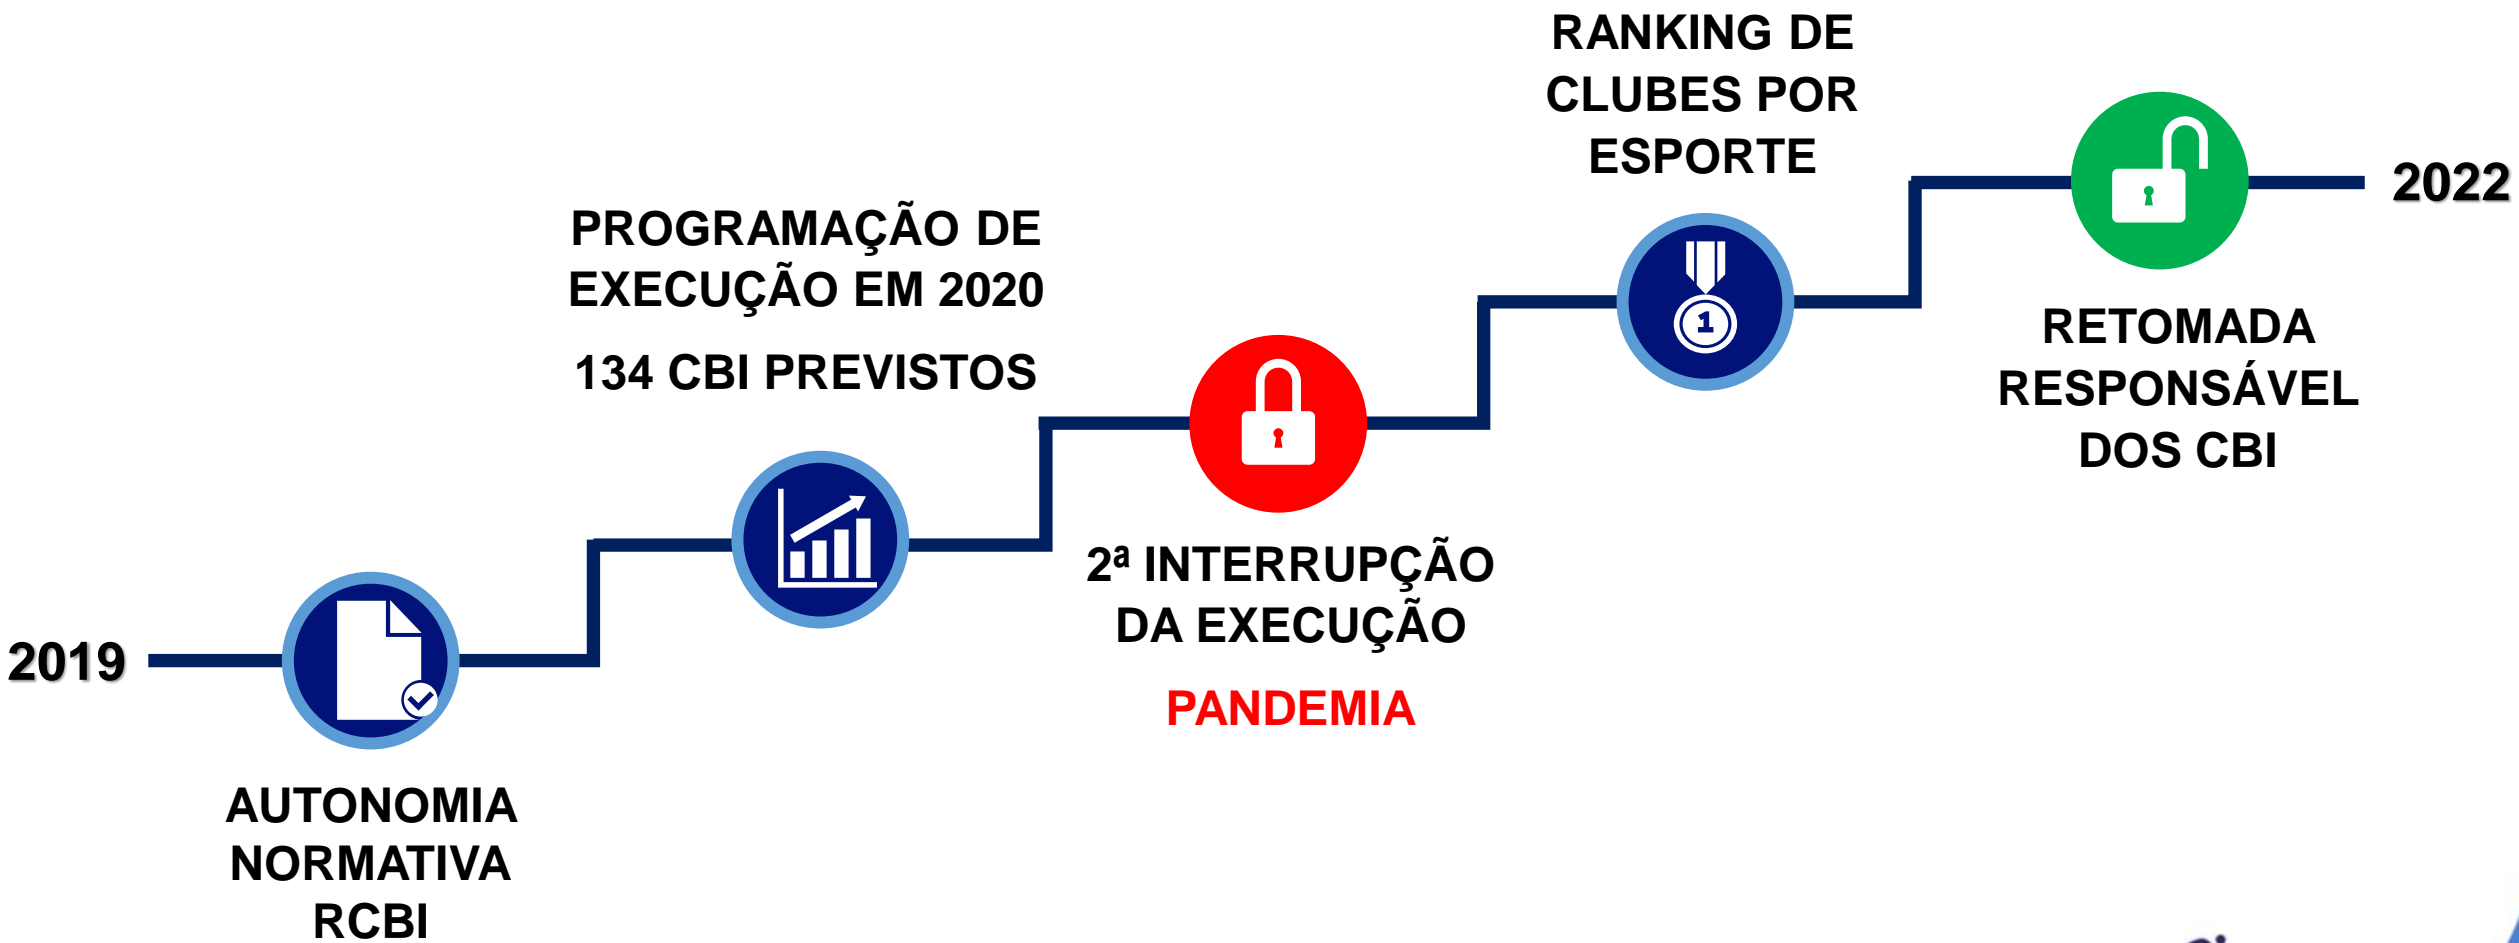 2019
AUTONOMIA
NORMATIVA
RCBI
PROGRAMAÇÃO DE
EXECUÇÃO EM 2020
134 CBI PREVISTOS
2ª INTERRUPÇÃO
DA EXECUÇÃO
PANDEMIA
RANKING DE
CLUBES POR
ESPORTE
1
RETOMADA
RESPONSÁVEL
DOS CBI
2022